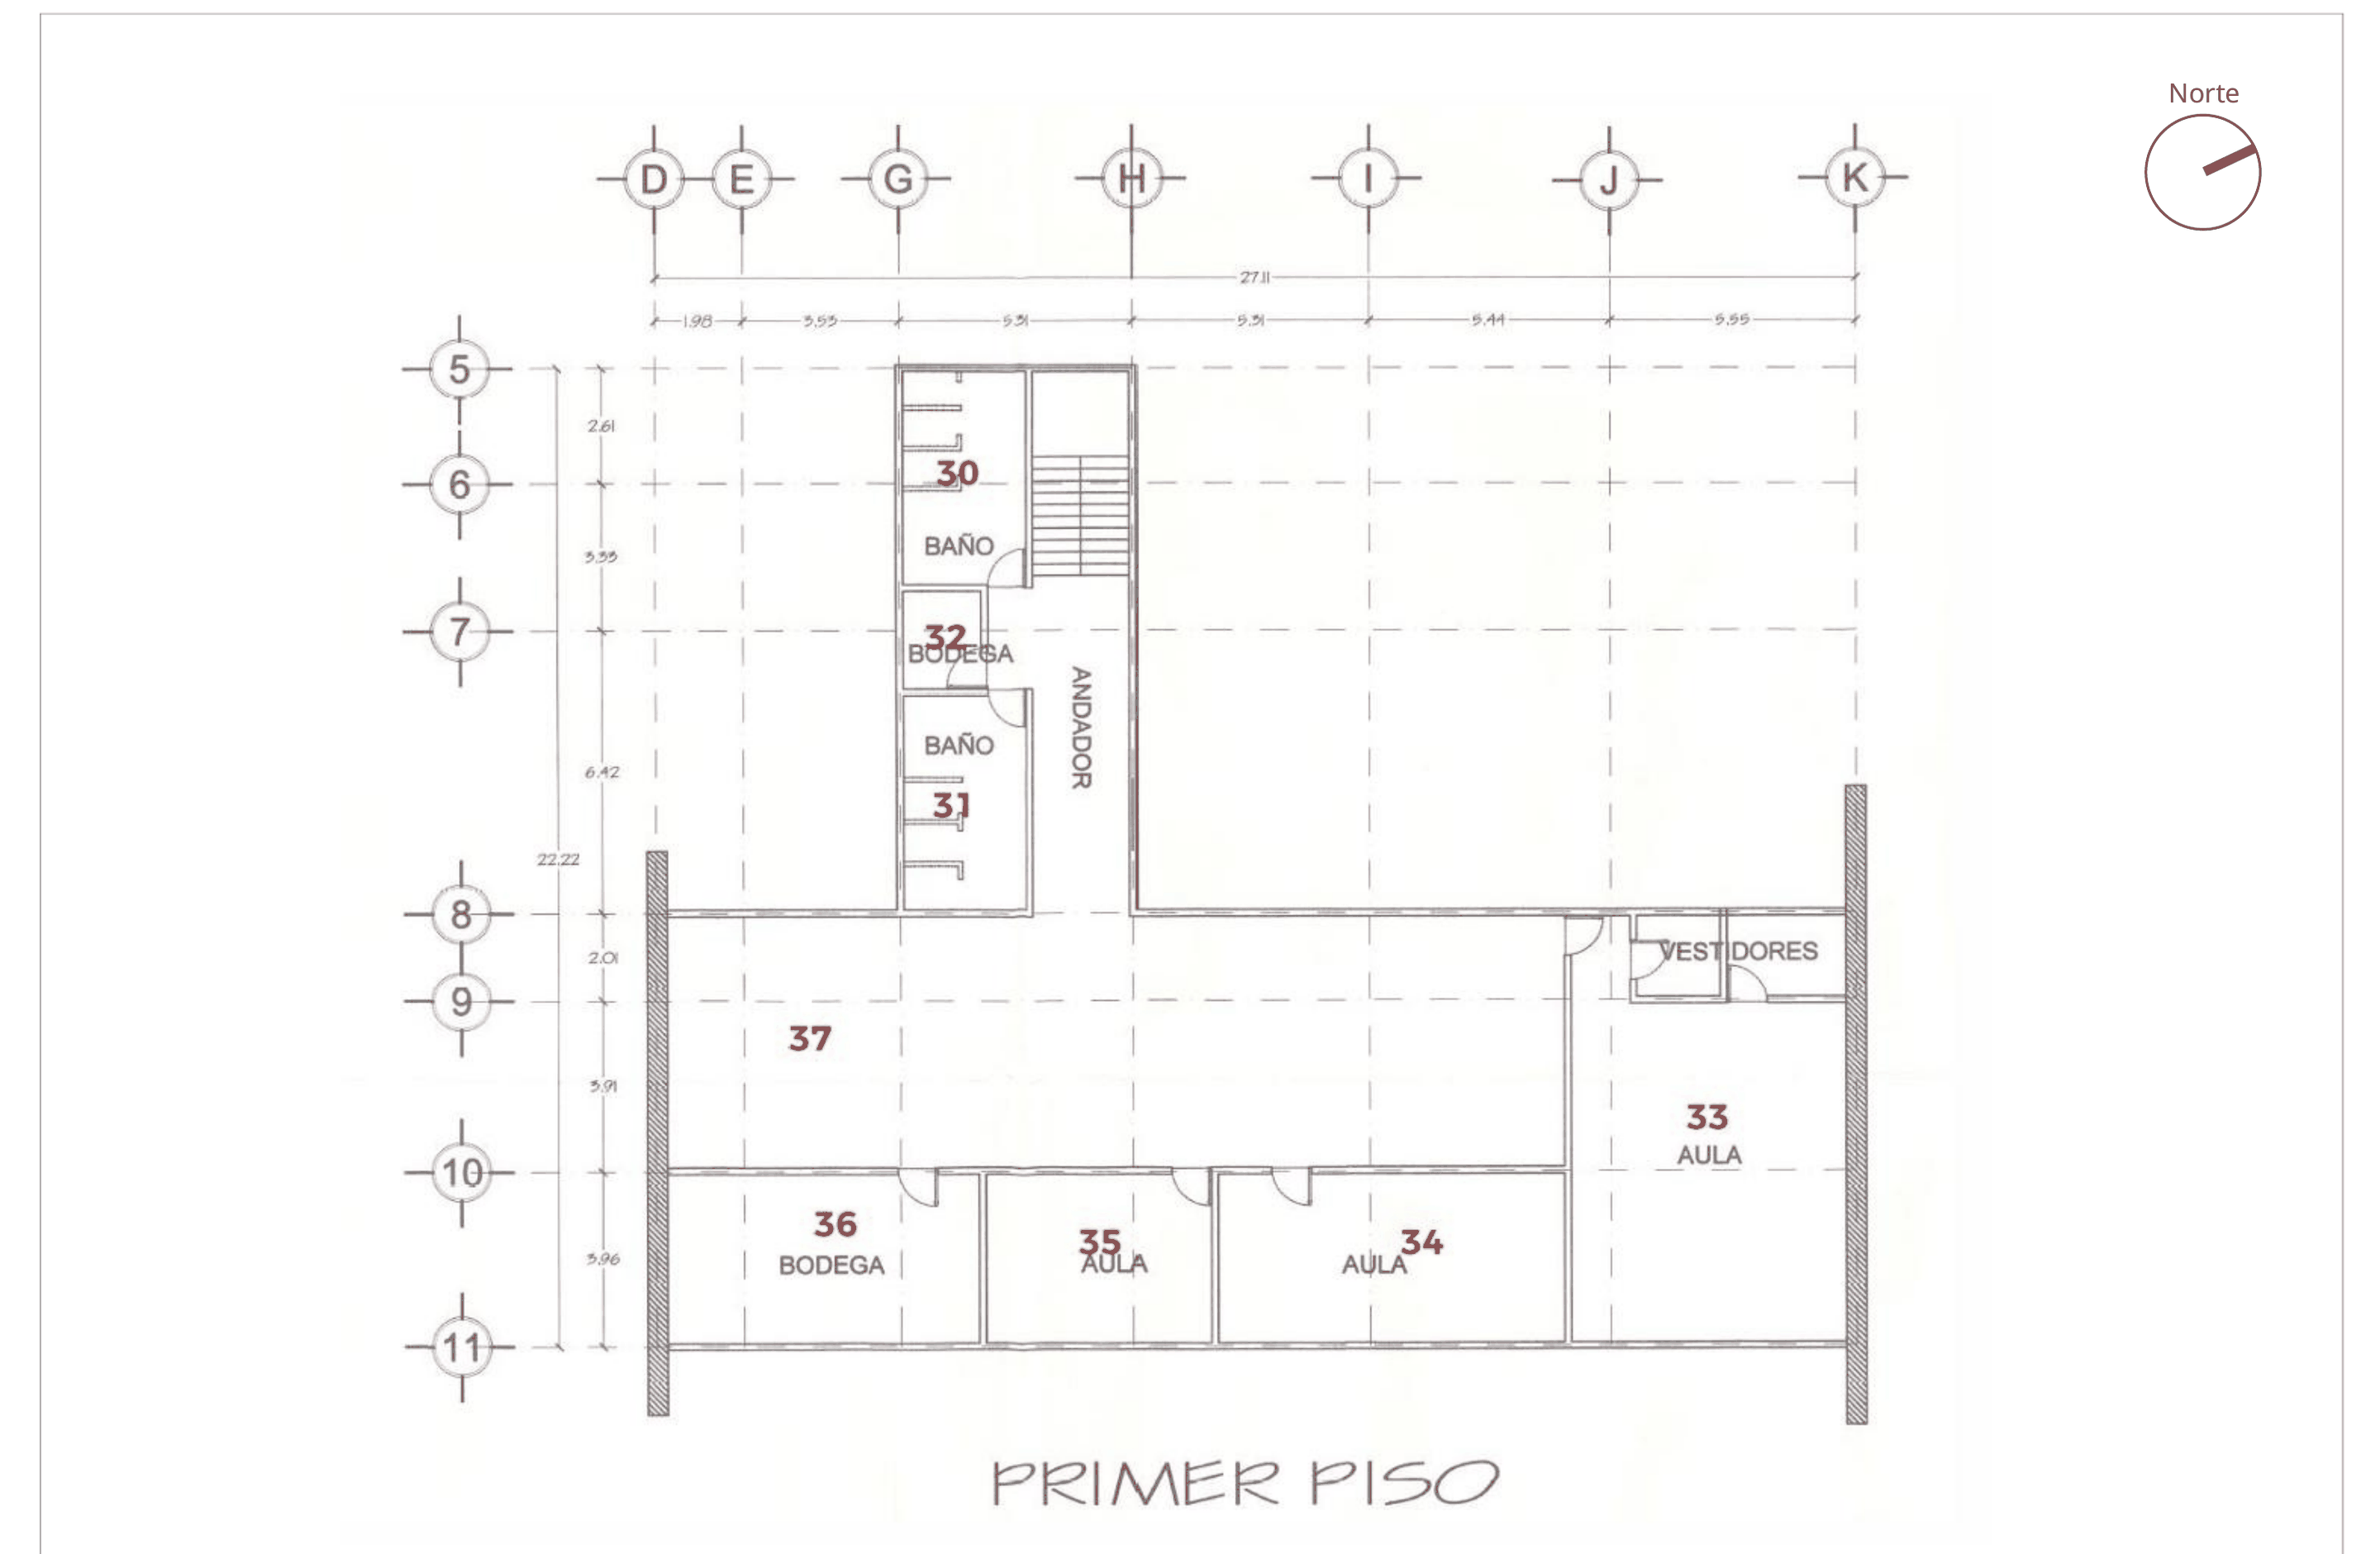 Norte
D E G H I J K
27.11
1.98 3.53 5.31 5.31 5.44 5.55
5
2.61
6
30
BAÑO
3.33
7
32
BODEGA
ANDADOR
BAÑO
6.42
31
22.22
8
VESTIDORES
2.01
9
37
3.91
33
AULA
10
36
BODEGA
35
AULA
34
AULA
3.96
11
PRIMER PISO